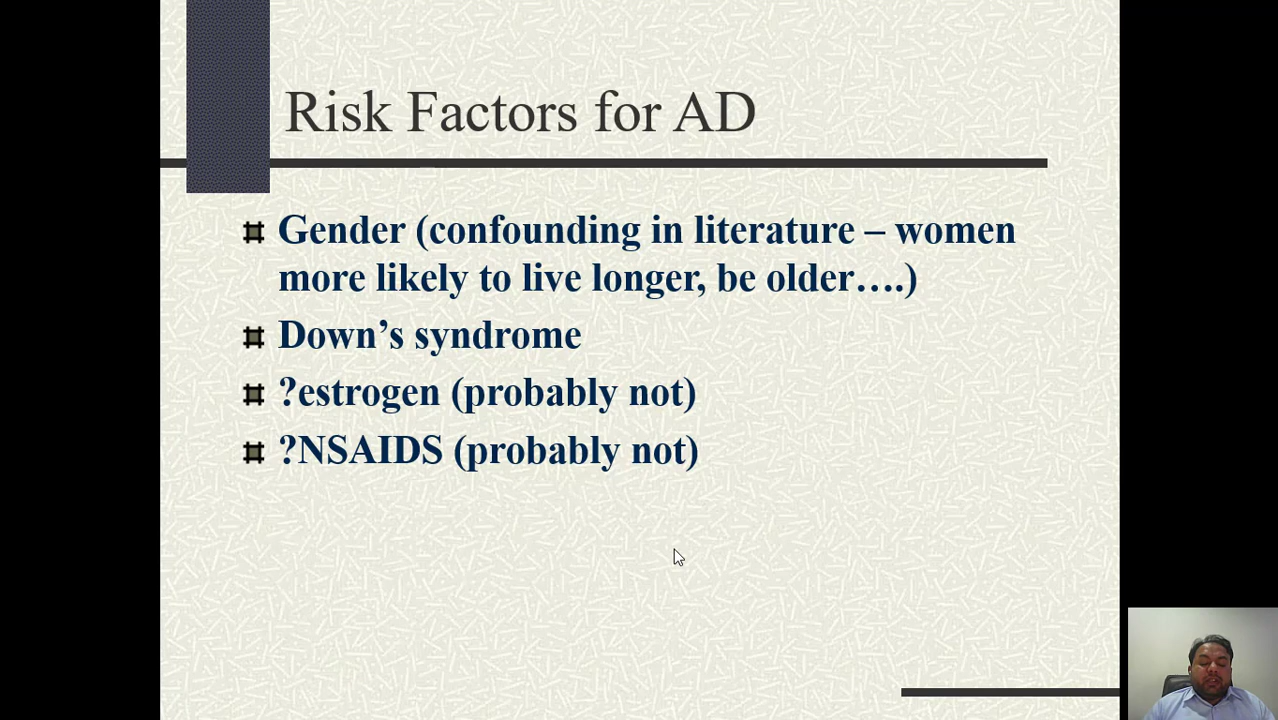 Risk Factors for AD
Gender (confounding in literature – women
more likely to live longer, be older….)
Down’s syndrome
?estrogen (probably not)
?NSAIDS (probably not)